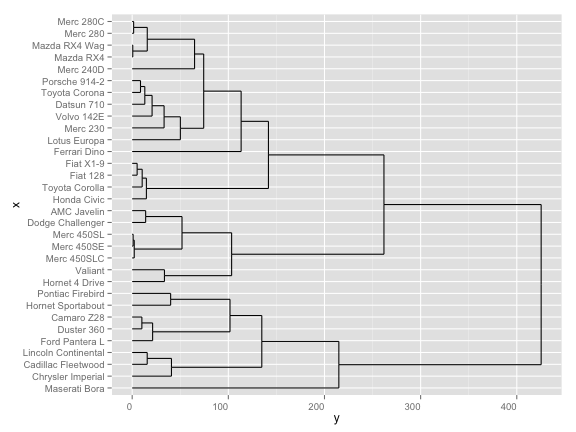 Merc 280C
Merc 280
Mazda RX4 Wag
Mazda RX4
Merc 240D
Porsche 914-2
Toyota Corona
Datsun 710
Volvo 142E
Merc 230
Lotus Europa
Ferrari Dino
Fiat X1-9
Fiat 128
Toyota Corolla
Honda Civic
AMC Javelin
Dodge Challenger
Merc 450SL
Merc 450SE
Merc 450SLC
Valiant
Hornet 4 Drive
Pontiac Firebird
Hornet Sportabout
Camaro Z28
Duster 360
Ford Pantera L
Lincoln Continental
Cadillac Fleetwood
Chrysler Imperial
Maserati Bora
x
0 100 200 300 400
y